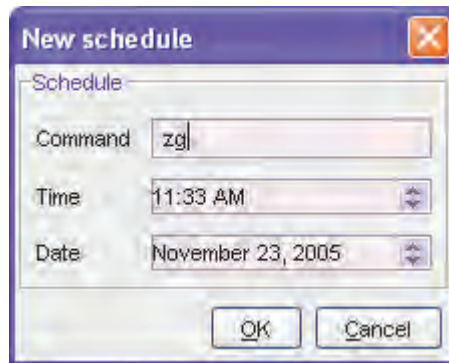 New schedule
Schedule
Command zg
Time 11:33 AM
Date November 23, 2005
OK Cancel